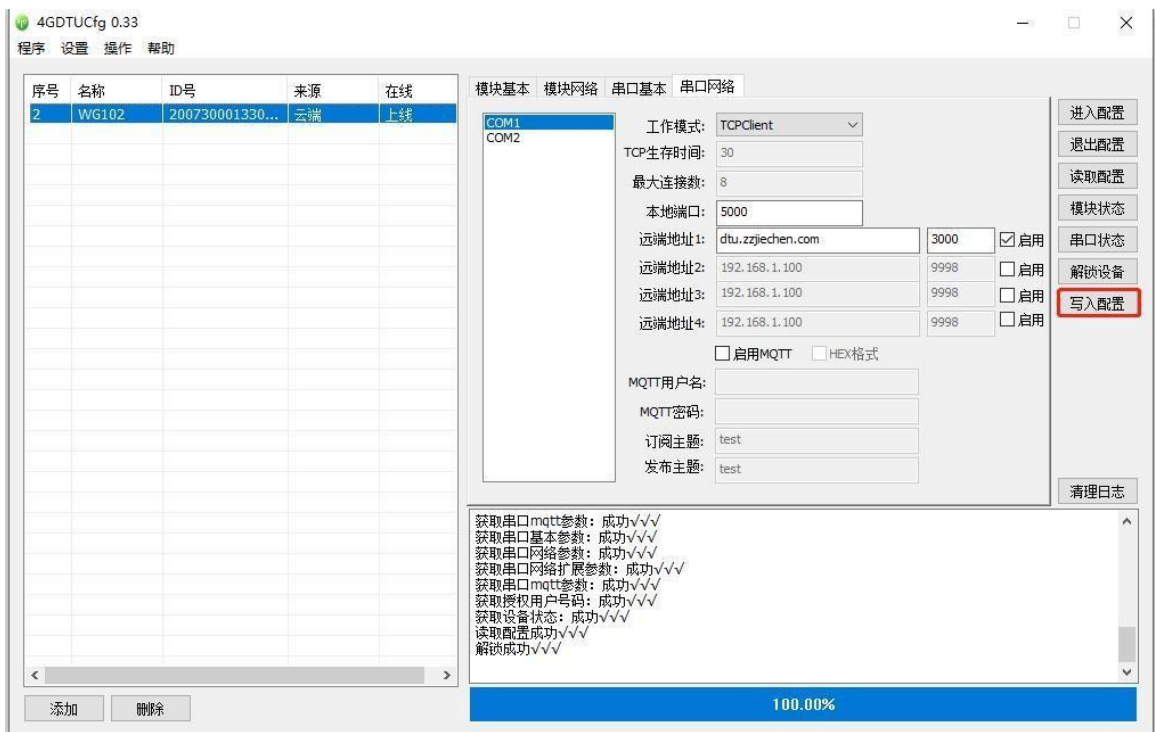 4GDTUCfg 0.33
程序 设置 操作 帮助
序号 名称 ID号 来源 在线
2 WG102 200730001330... 云端 上线
模块基本 模块网络 串口基本 串口网络
COM1
COM2
工作模式: TCPClient
TCP生存时间: 30
最大连接数: 8
本地端口: 5000
远端地址1: dtu.zzjiechen.com 3000 启用
远端地址2: 192.168.1.100 9998 启用
远端地址3: 192.168.1.100 9998 启用
远端地址4: 192.168.1.100 9998 启用
启用MQTT HEX格式
MQTT用户名:
MQTT密码:
订阅主题: test
发布主题: test
进入配置
退出配置
读取配置
模块状态
串口状态
解锁设备
写入配置
清理日志
获取串口mqtt参数: 成功√√√
获取串口基本参数: 成功√√√
获取串口网络参数: 成功√√√
获取串口网络扩展参数: 成功√√√
获取串口mqtt参数: 成功√√√
获取授权用户号码: 成功√√√
获取设备状态: 成功√√√
读取配置成功√√√
解锁成功√√√
添加 删除
100.00%